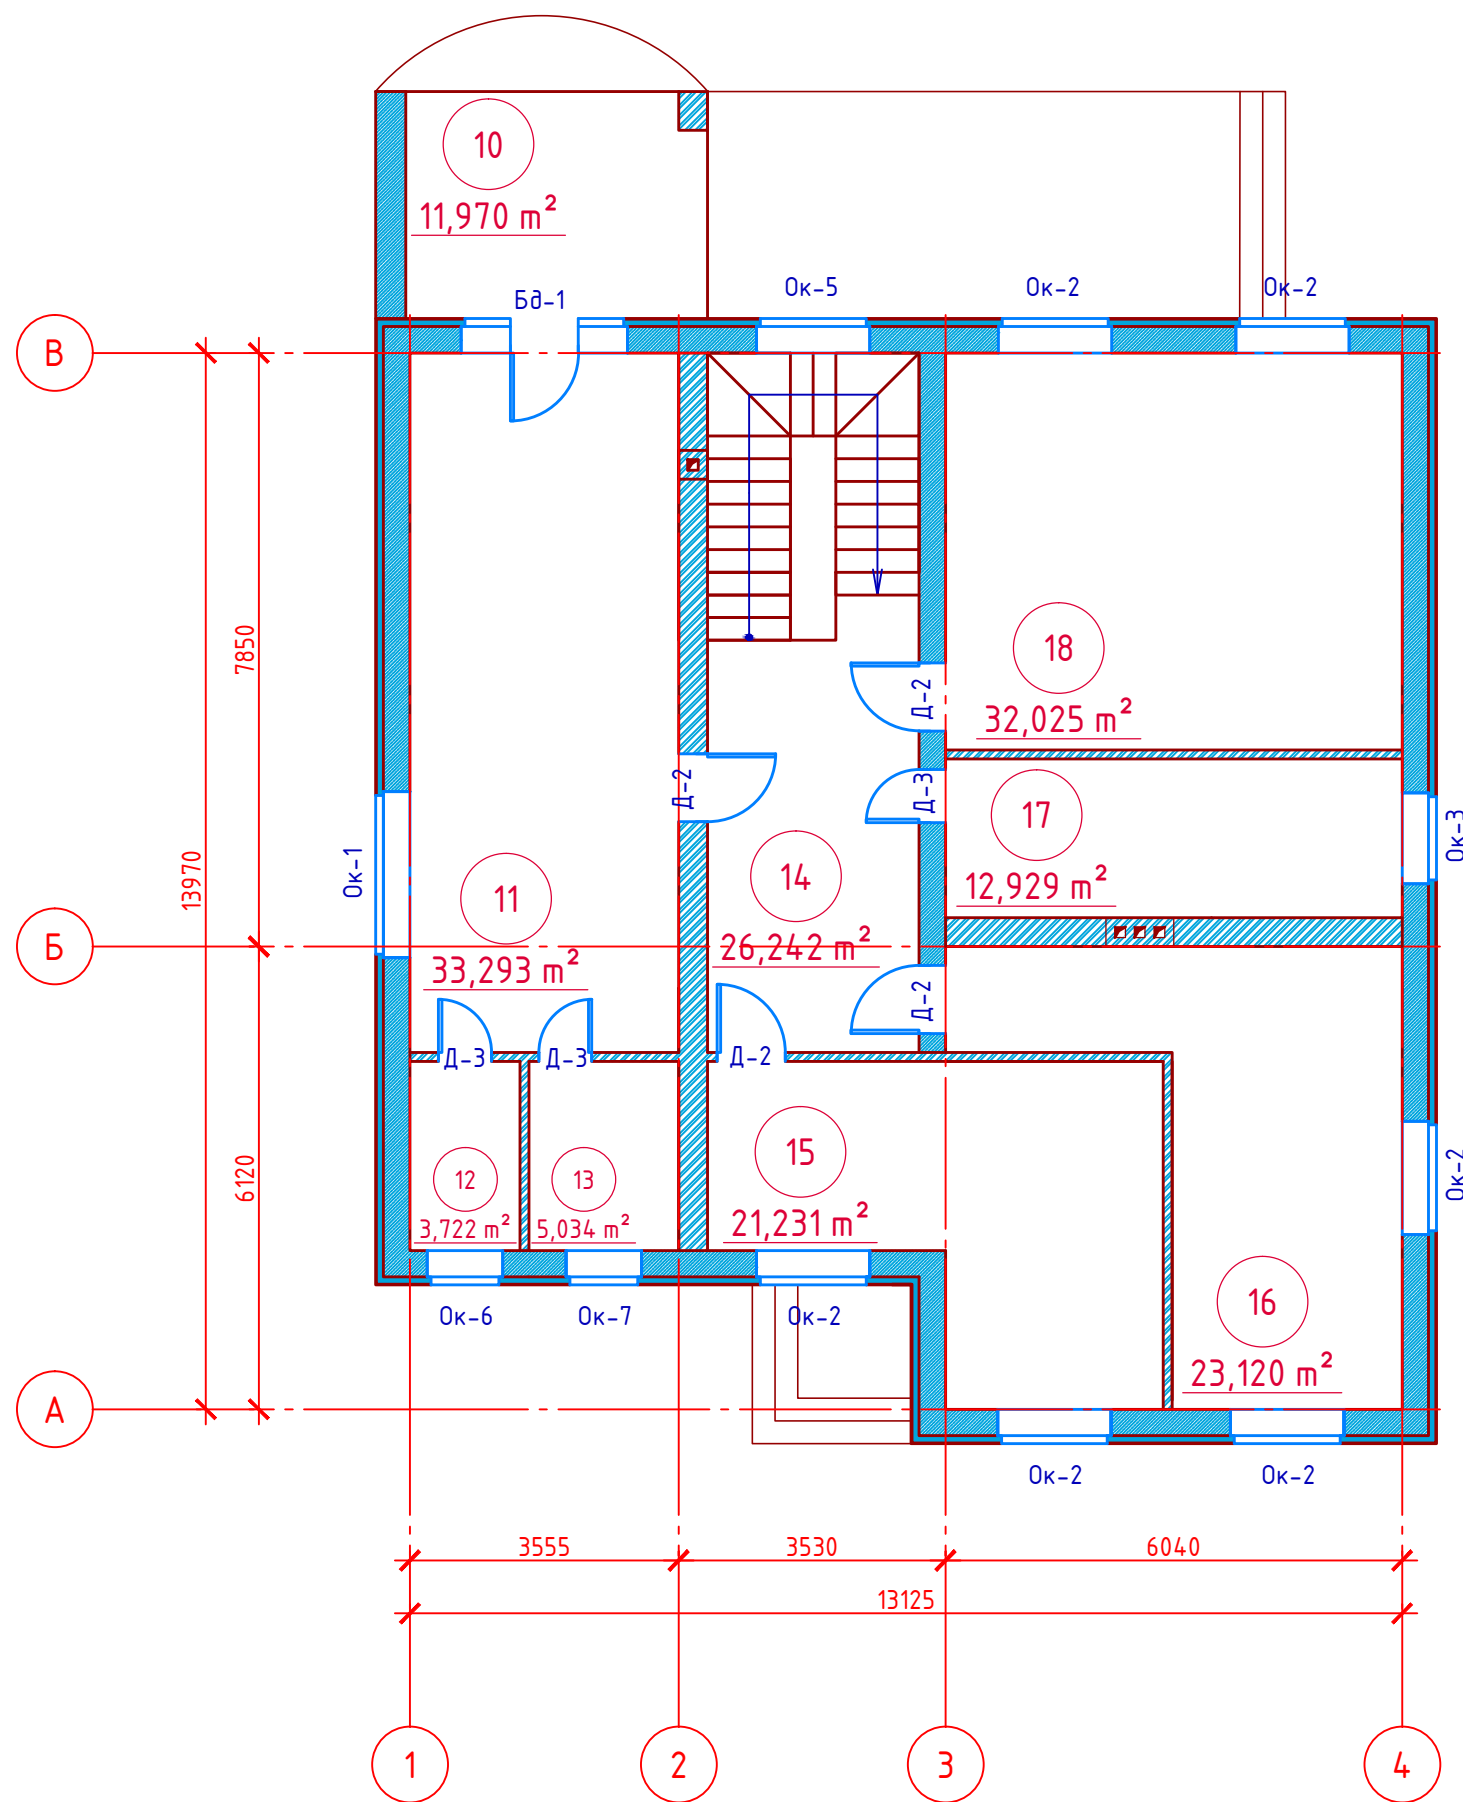 10
11,970 m²
Бд-1
Ок-5
Ок-2
Ок-2
В
7850
18
32,025 m²
Д-2
Д-2
Д-3
17
12,929 m²
Ок-3
13970
Ок-1
14
26,242 m²
11
33,293 m²
Б
Д-2
Д-3
Д-3
Д-2
6120
12
3,722 m²
13
5,034 m²
15
21,231 m²
Ок-2
16
23,120 m²
Ок-6
Ок-7
Ок-2
А
Ок-2
Ок-2
3555
3530
6040
13125
1
2
3
4